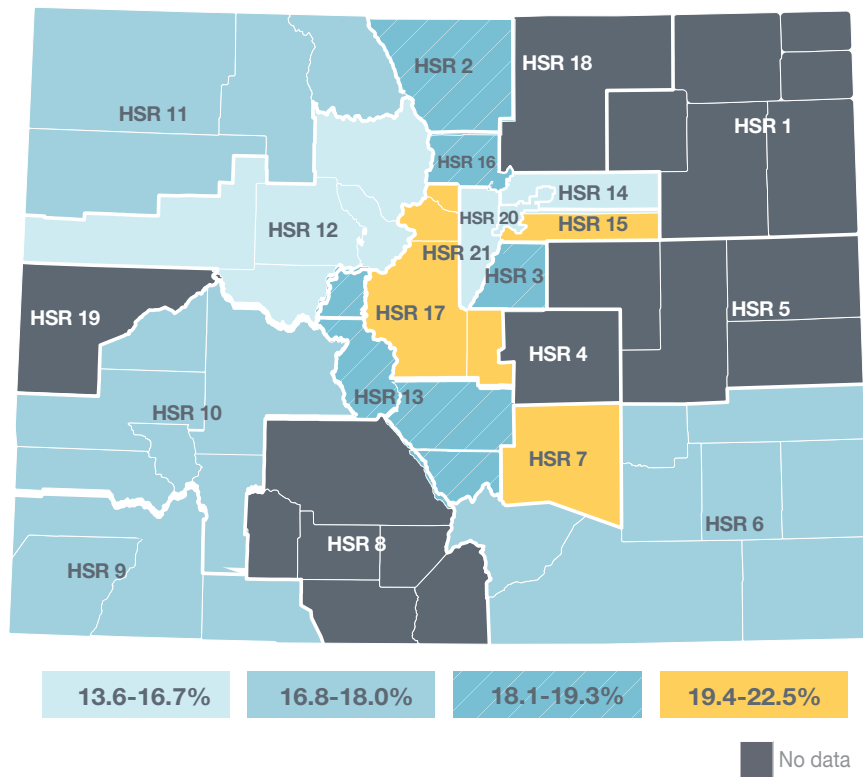 HSR 2
HSR 18
HSR 11
HSR 1
HSR 16
HSR 14
HSR 20
HSR 15
HSR 12
HSR 21
HSR 3
HSR 19
HSR 17
HSR 5
HSR 4
HSR 13
HSR 10
HSR 7
HSR 6
HSR 8
HSR 9
13.6-16.7%
16.8-18.0%
18.1-19.3%
19.4-22.5%
No data